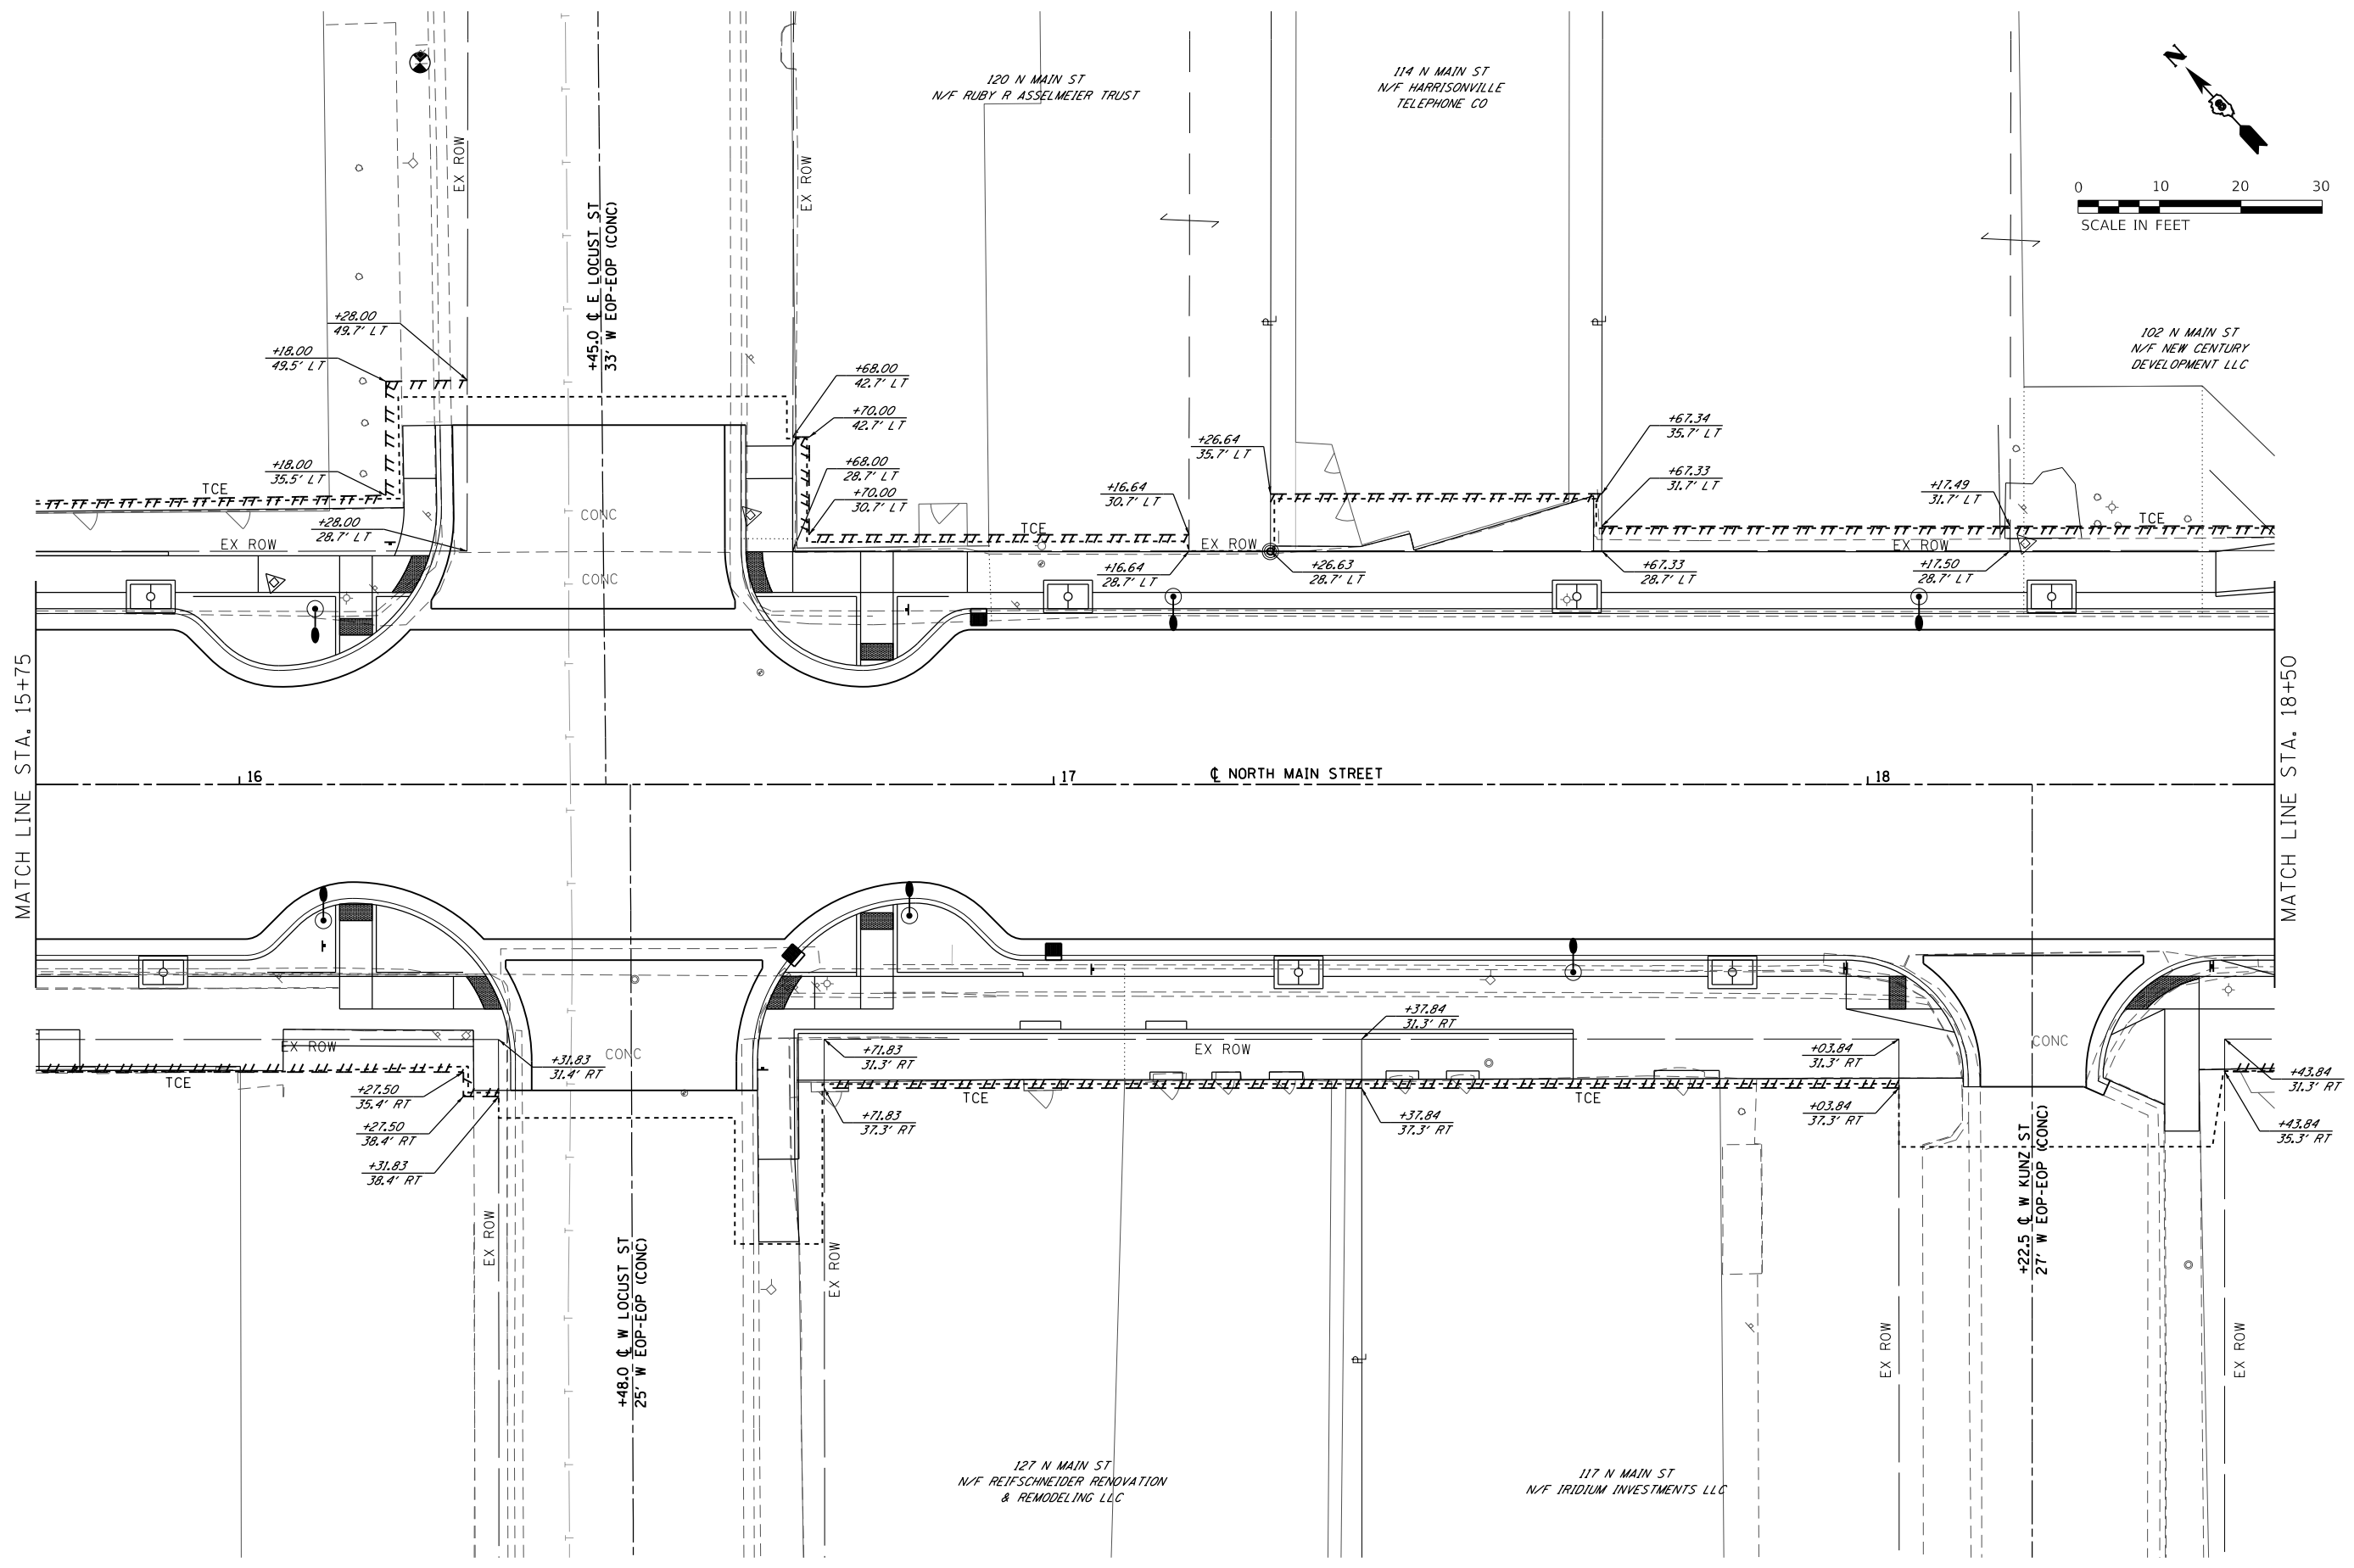 120 N MAIN ST
N/F RUBY R ASSELMEIER TRUST
114 N MAIN ST
N/F HARRISONVILLE
TELEPHONE CO
N
0 10 20 30
SCALE IN FEET
EX ROW
EX ROW
+45.0 ℄ E LOCUST ST
33' W EOP-EOP (CONC)
102 N MAIN ST
N/F NEW CENTURY
DEVELOPMENT LLC
+28.00
49.7' LT
+18.00
49.5' LT
+18.00
35.5' LT
+28.00
28.7' LT
TCE
EX ROW
+68.00
42.7' LT
+70.00
42.7' LT
+68.00
28.7' LT
+70.00
30.7' LT
CONC
CONC
TCE
+16.64
30.7' LT
+16.64
28.7' LT
EX ROW
+26.64
35.7' LT
+26.63
28.7' LT
℄
℄
+67.34
35.7' LT
+67.33
31.7' LT
+67.33
28.7' LT
+17.49
31.7' LT
+17.50
28.7' LT
EX ROW
TCE
MATCH LINE STA. 15+75
16
17
℄ NORTH MAIN STREET
18
MATCH LINE STA. 18+50
EX ROW
TCE
+27.50
35.4' RT
+27.50
38.4' RT
+31.83
38.4' RT
+31.83
31.4' RT
CONC
+71.83
31.3' RT
+71.83
37.3' RT
TCE
EX ROW
+37.84
31.3' RT
+37.84
37.3' RT
TCE
+03.84
31.3' RT
+03.84
37.3' RT
CONC
+43.84
31.3' RT
+43.84
35.3' RT
EX ROW
+48.0 ℄ W LOCUST ST
25' W EOP-EOP (CONC)
EX ROW
EX ROW
+22.5 ℄ W KUNZ ST
27' W EOP-EOP (CONC)
EX ROW
127 N MAIN ST
N/F REIFSCHNEIDER RENOVATION
& REMODELING LLC
117 N MAIN ST
N/F IRIDIUM INVESTMENTS LLC